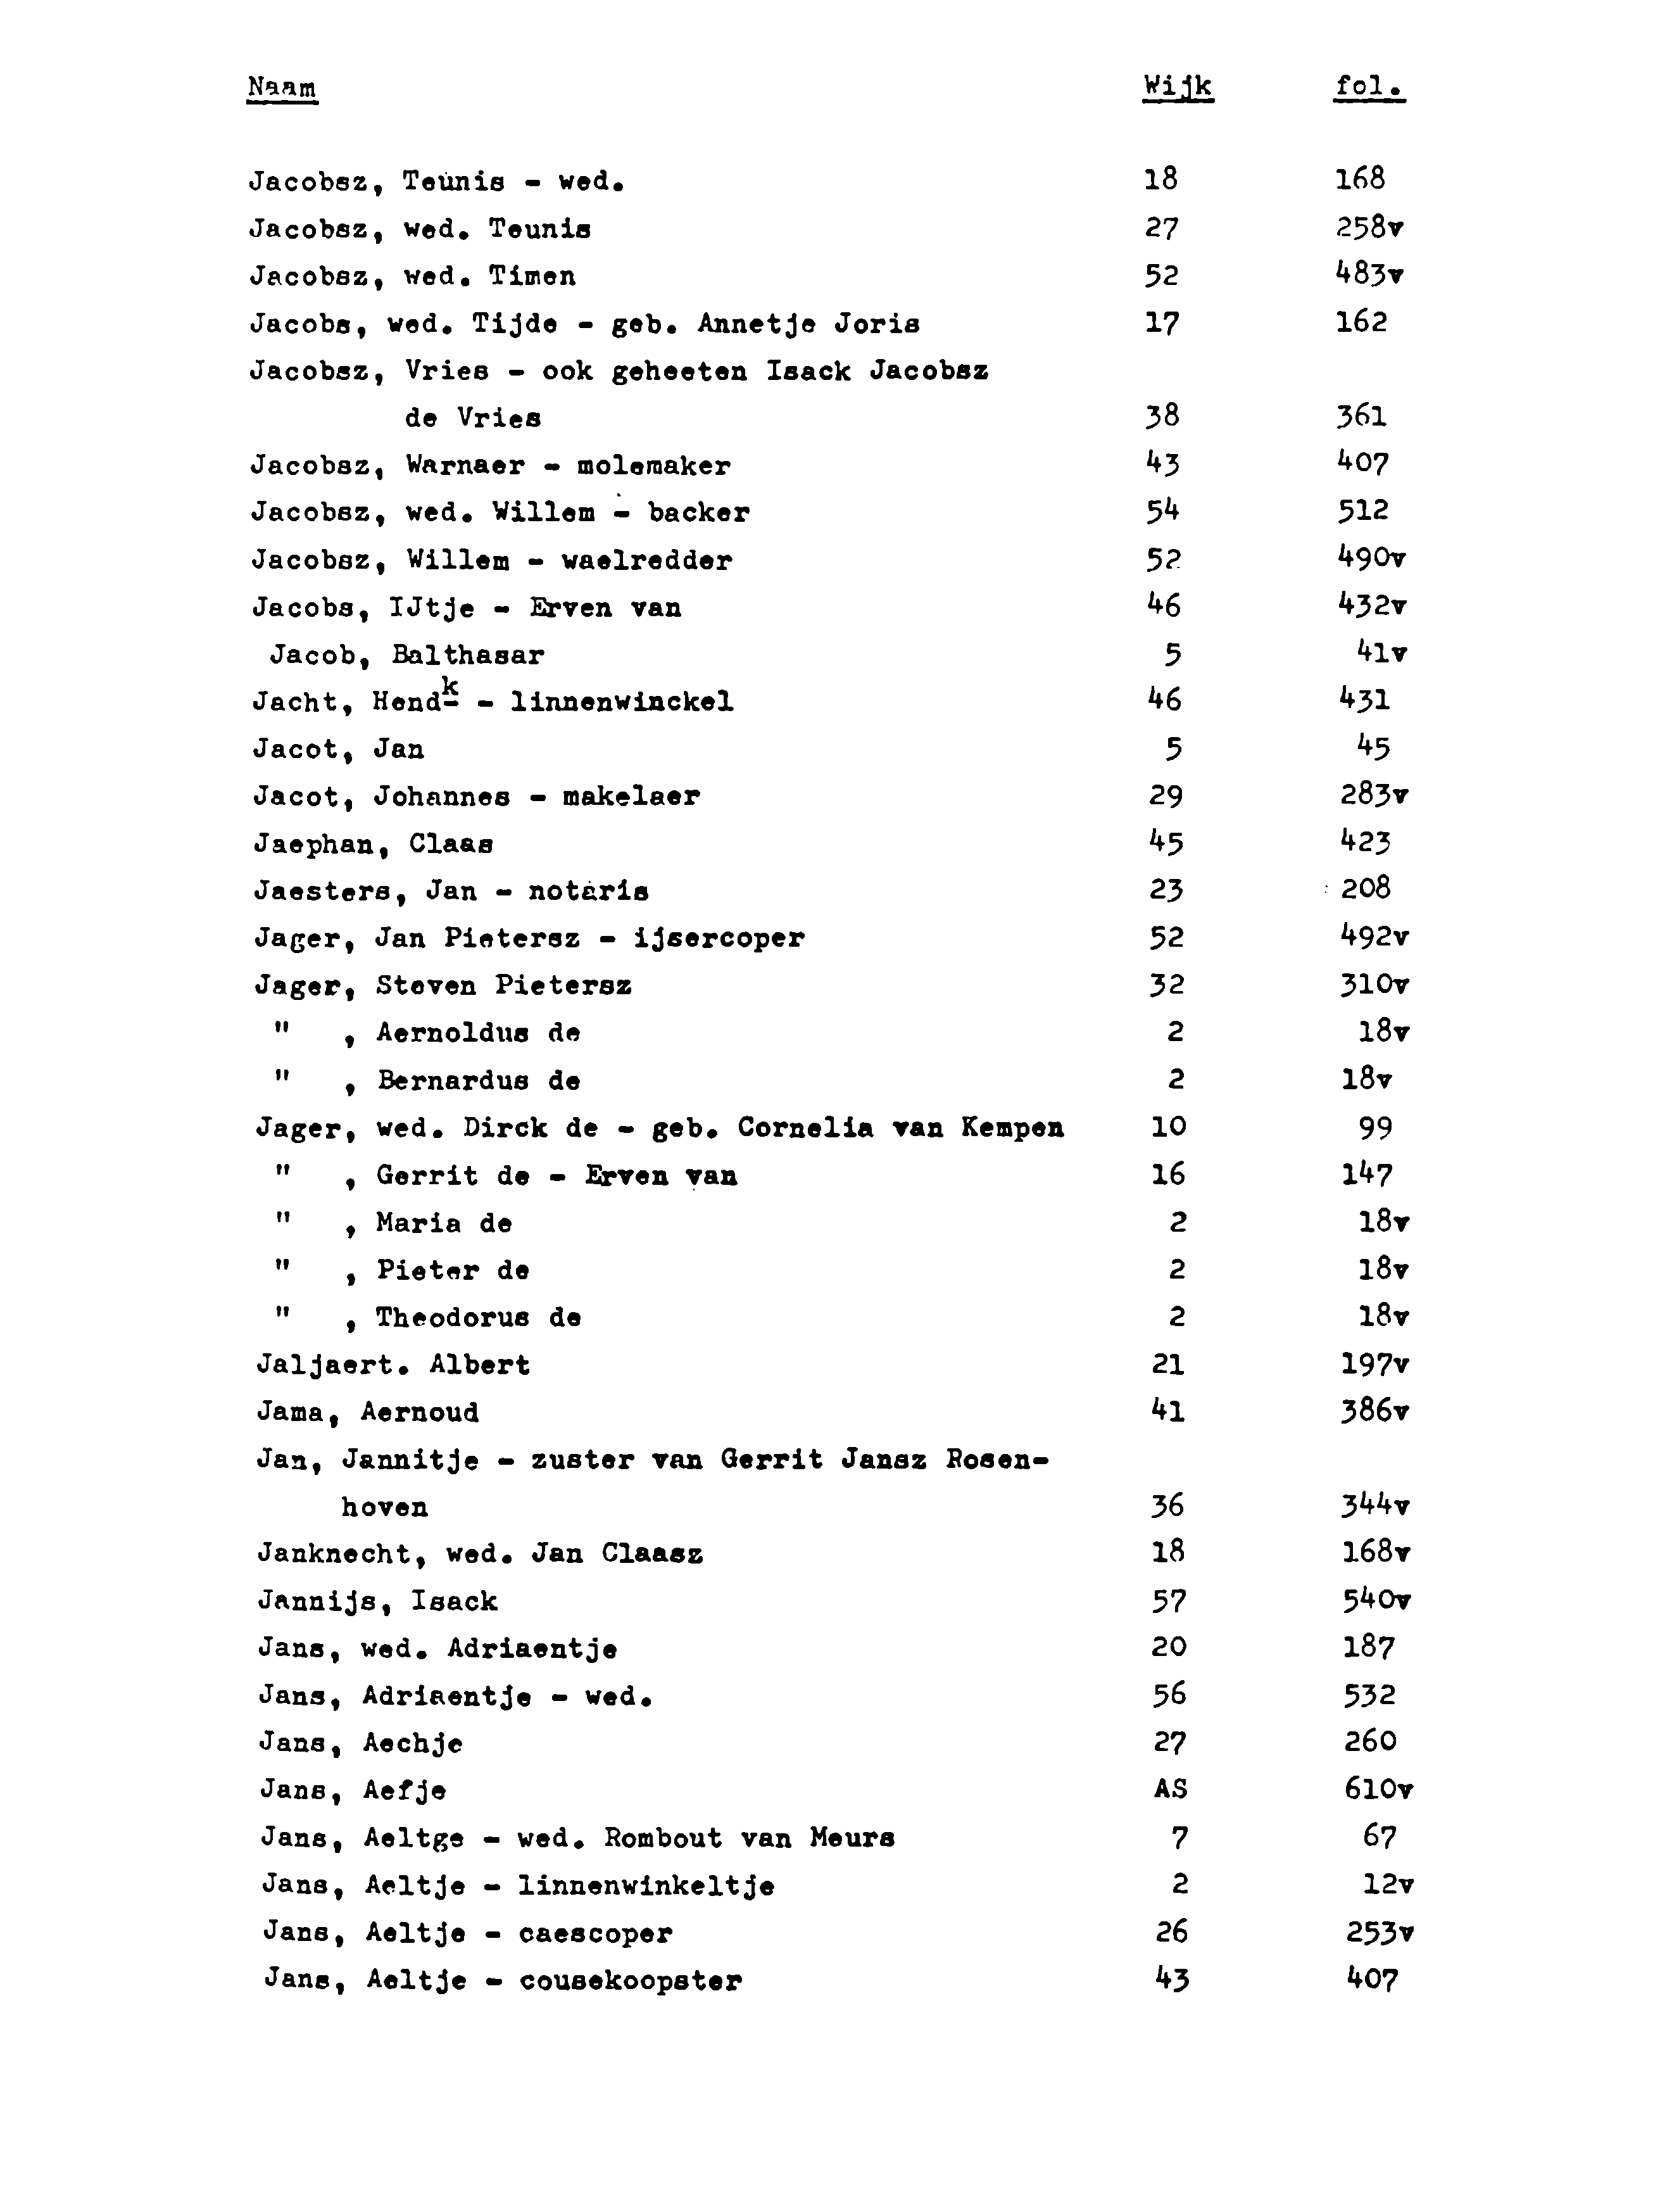 Naam Wijk fol.
Jacobsz, Teunis - wed. 18 168
Jacobsz, wed. Teunis 27 258v
Jacobsz, wed. Timen 52 483v
Jacobs, wed. Tijde - geb. Annetje Joris 17 162
Jacobsz, Vries - ook geheeten Isack Jacobsz
de Vries 38 361
Jacobsz, Warnaer - molemaker 43 407
Jacobsz, wed. Willem - backer 54 512
Jacobsz, Willem - waelredder 52 490v
Jacobs, IJtje - Erven van 46 432v
Jacob, Balthasar 5 41v
Jacht, Hendk - linnenwinckel 46 431
Jacot, Jan 5 45
Jacot, Johannes - makelaer 29 283v
Jaephan, Claas 45 423
Jaesters, Jan - notaris 23 208
Jager, Jan Pietersz - ijsercoper 52 492v
Jager, Steven Pietersz 32 310v
" , Aernoldus de 2 18v
" , Bernardus de 2 18v
Jager, wed. Dirck de - geb. Cornelia van Kempen 10 99
" , Gerrit de - Erven van 16 147
" , Maria de 2 18v
" , Pieter de 2 18v
" , Theodorus de 2 18v
Jaljaert. Albert 21 197v
Jama, Aernoud 41 386v
Jan, Jannitje - zuster van Gerrit Jansz Rosen-
hoven 36 344v
Janknecht, wed. Jan Claasz 18 168v
Jannijs, Isack 57 540v
Jans, wed. Adriaentje 20 187
Jans, Adriaentje - wed. 56 532
Jans, Aechje 27 260
Jans, Aefje AS 610v
Jans, Aeltge - wed. Rombout van Meurs 7 67
Jans, Aeltje - linnenwinkeltje 2 12v
Jans, Aeltje - caescoper 26 253v
Jans, Aeltje - cousekoopster 43 407